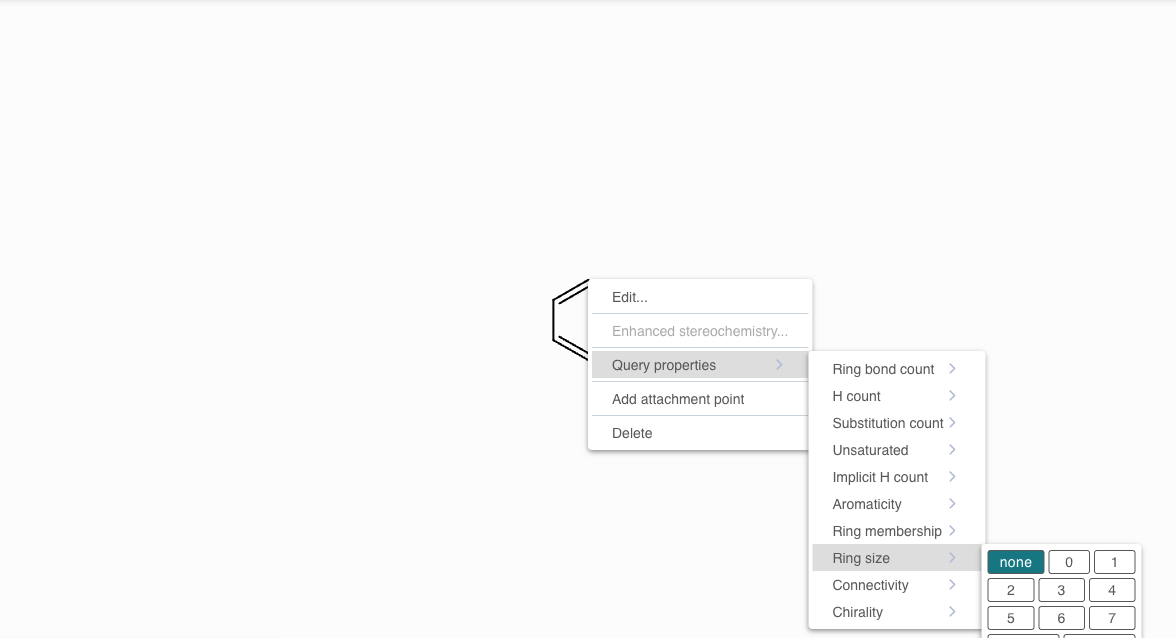 Edit...
Enhanced stereochemistry...
Query properties
Add attachment point
Delete
Ring bond count
H count
Substitution count
Unsaturated
Implicit H count
Aromaticity
Ring membership
Ring size
Connectivity
Chirality
none 0 1
2 3 4
5 6 7